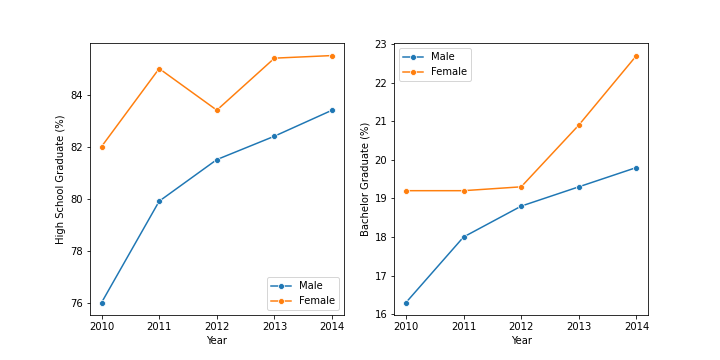 High School Graduate (%)
84
82
80
78
76
2010 2011 2012 2013 2014
Year
Male
Female
Bachelor Graduate (%)
23
22
21
20
19
18
17
16
2010 2011 2012 2013 2014
Year
Male
Female